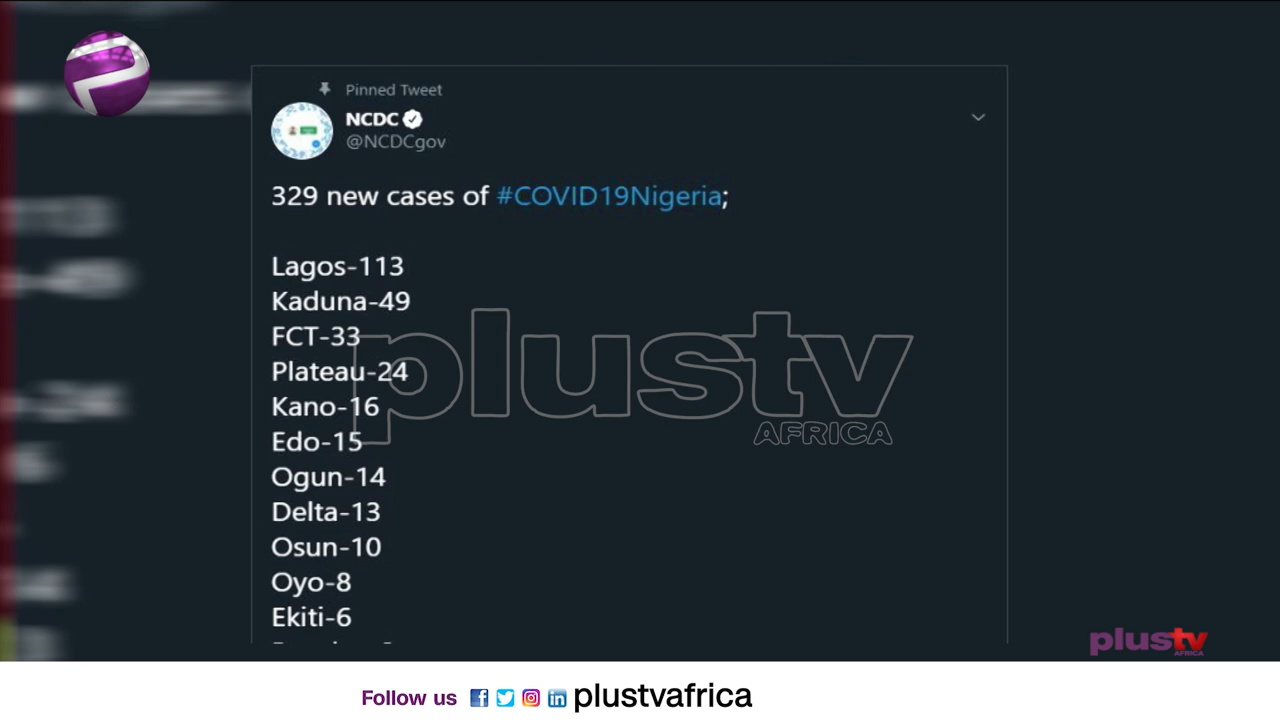 Pinned Tweet
NCDC
@NCDCgov
329 new cases of #COVID19Nigeria;
Lagos-113
Kaduna-49
FCT-33
Plateau-24
Kano-16
Edo-15
Ogun-14
Delta-13
Osun-10
Oyo-8
Ekiti-6
plustv
AFRICA
plustv
AFRICA
Follow us plustvafrica